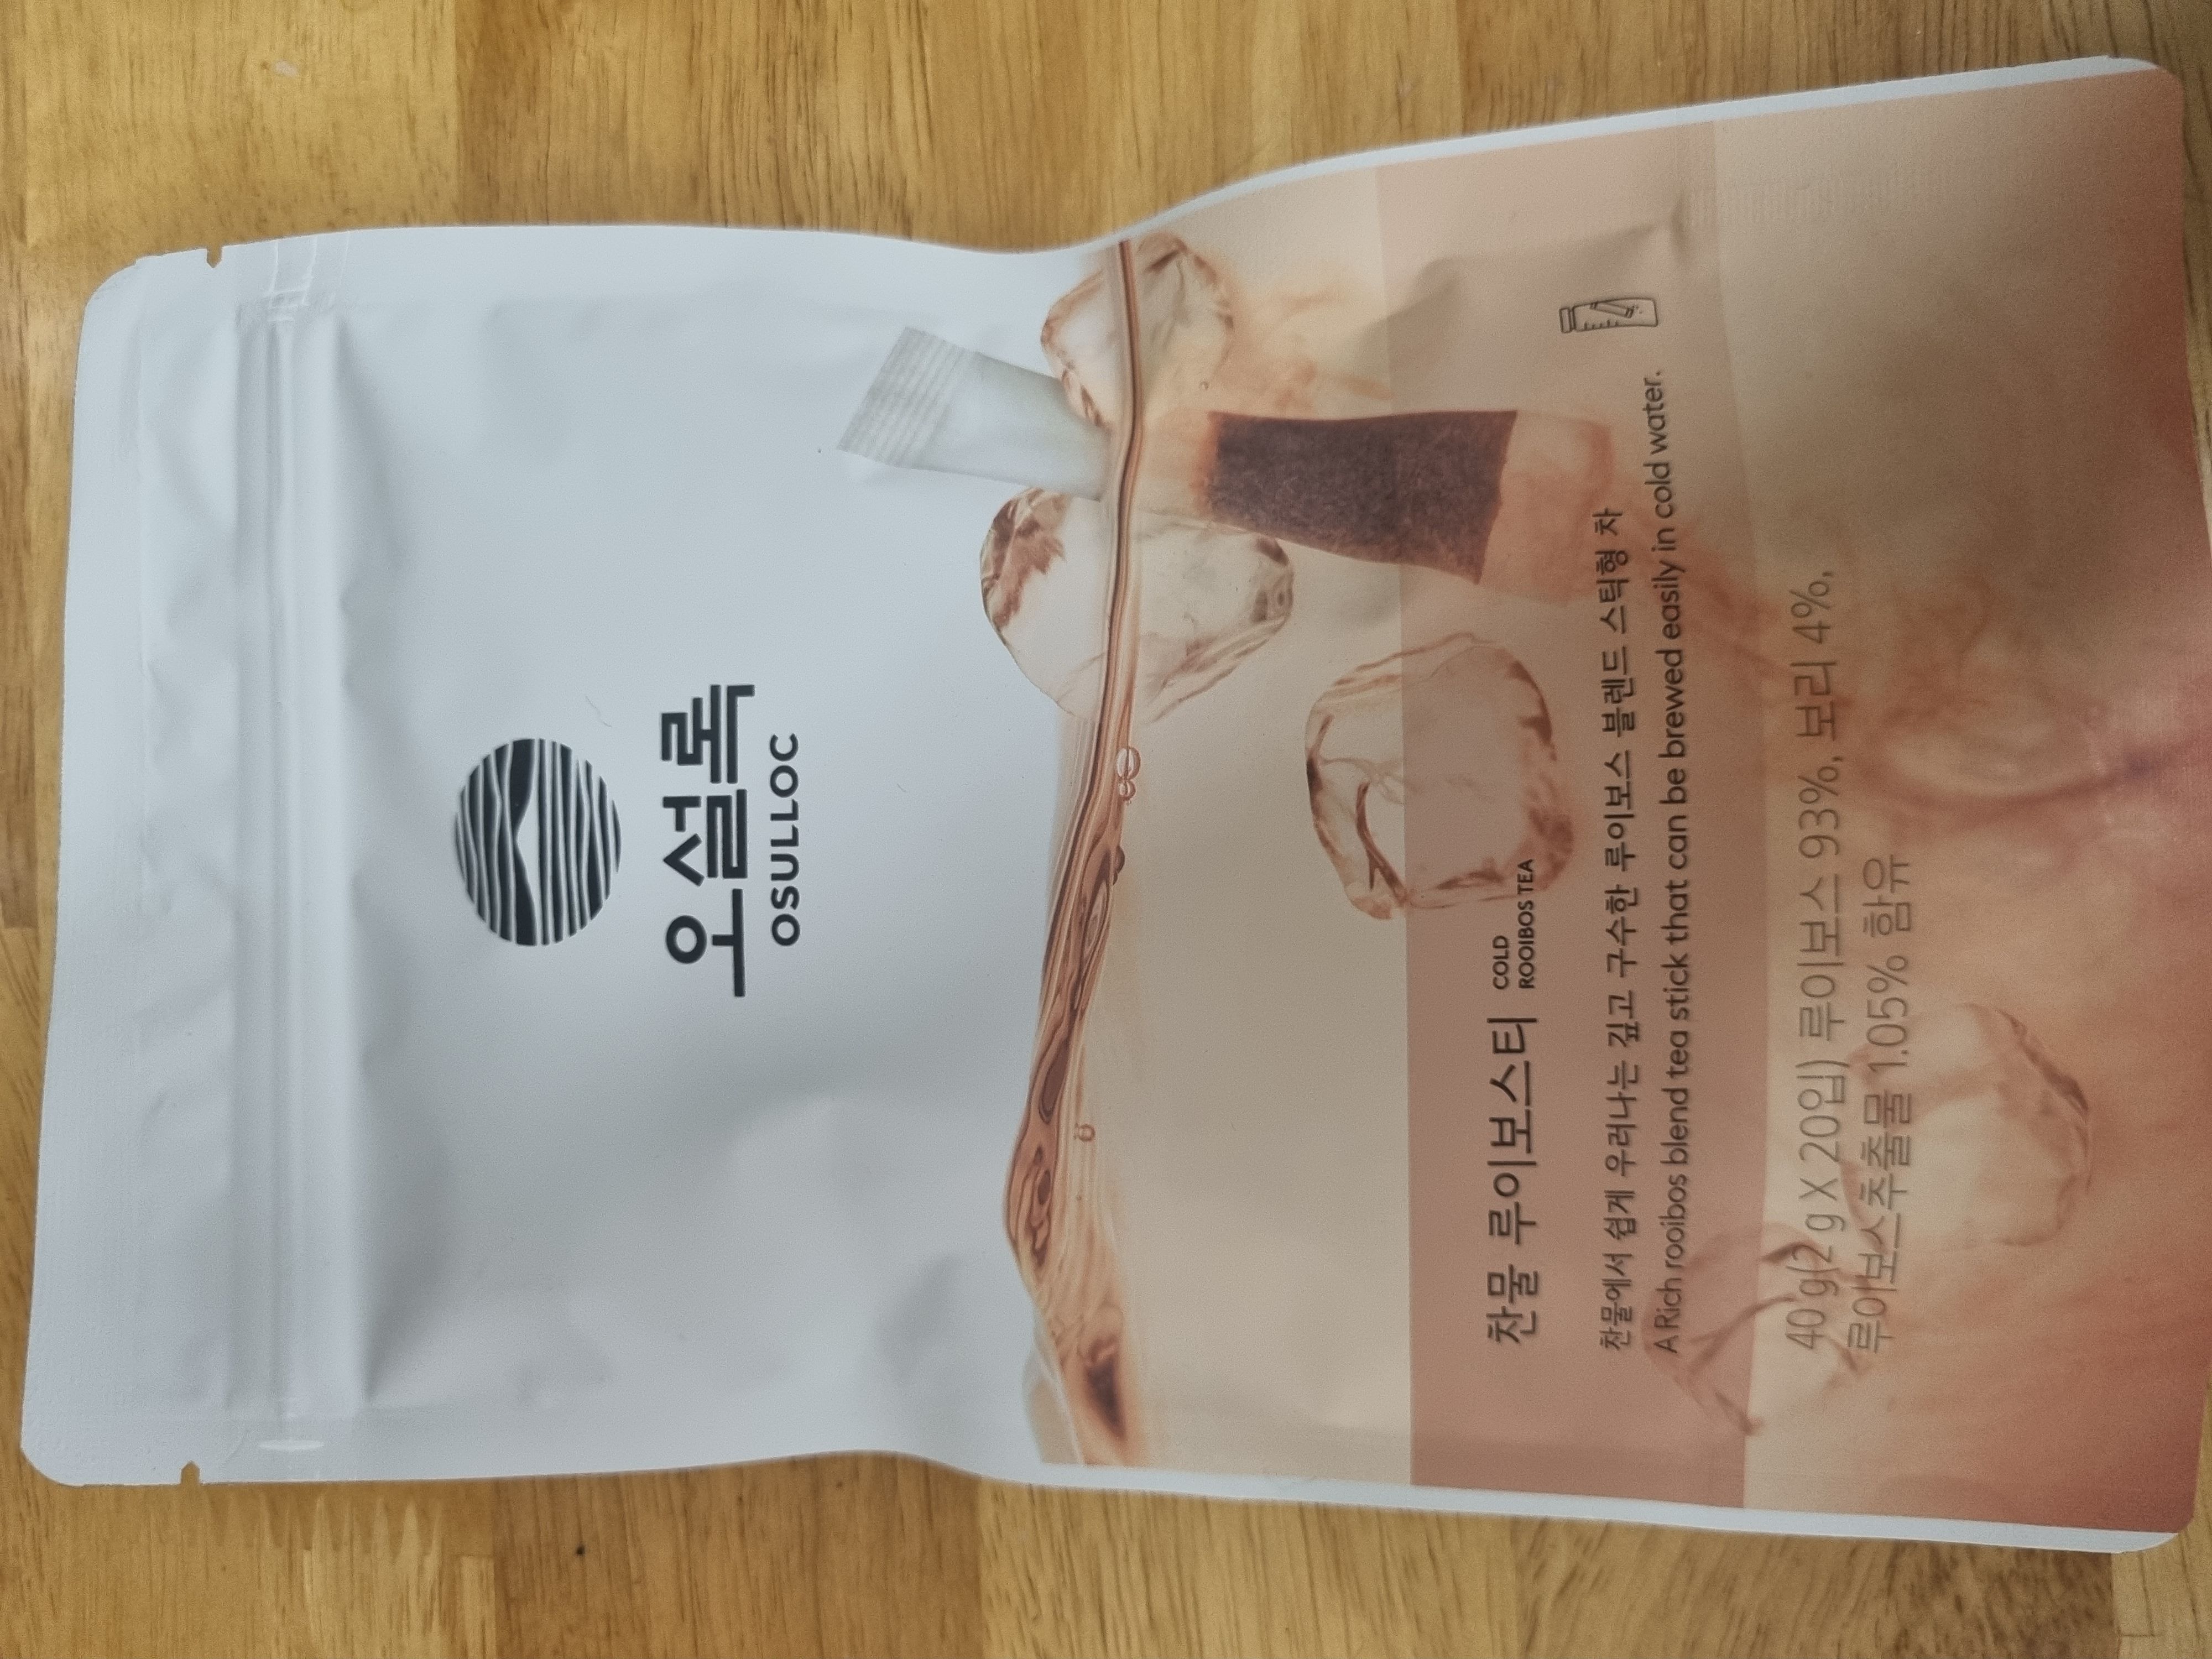 오설록
OSULLOC
찬물 루이보스티
COLD
ROOIBOS TEA
찬물에서 쉽게 우러나는 깊고 구수한 루이보스 블렌드 스틱형 차
A Rich rooibos blend tea stick that can be brewed easily in cold water.
40 g(2 g X 20입) 루이보스 93%, 보리 4%,
루이보스추출물 1.05% 함유